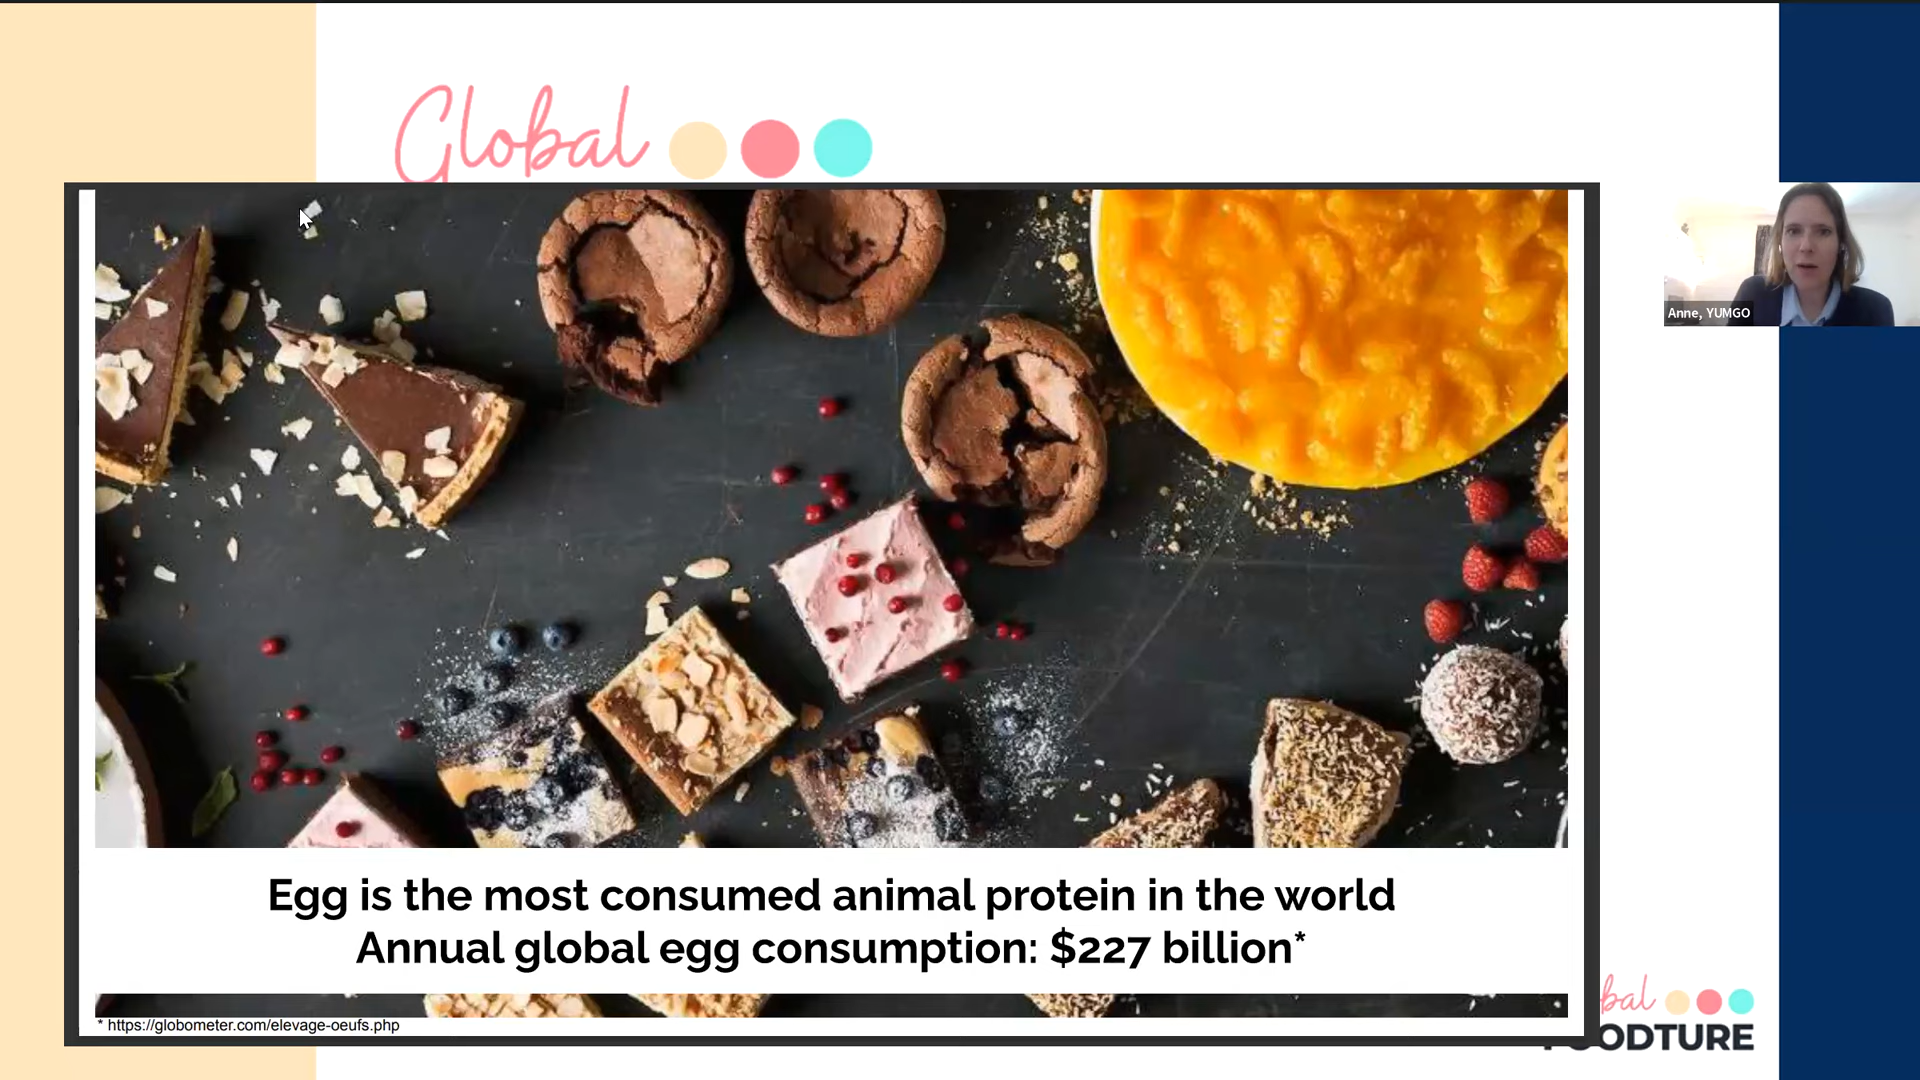 Global
Anne, YUMGO
Egg is the most consumed animal protein in the world
Annual global egg consumption: $227 billion*
* https://globometer.com/elevage-oeufs.php
bal
FOODTURE